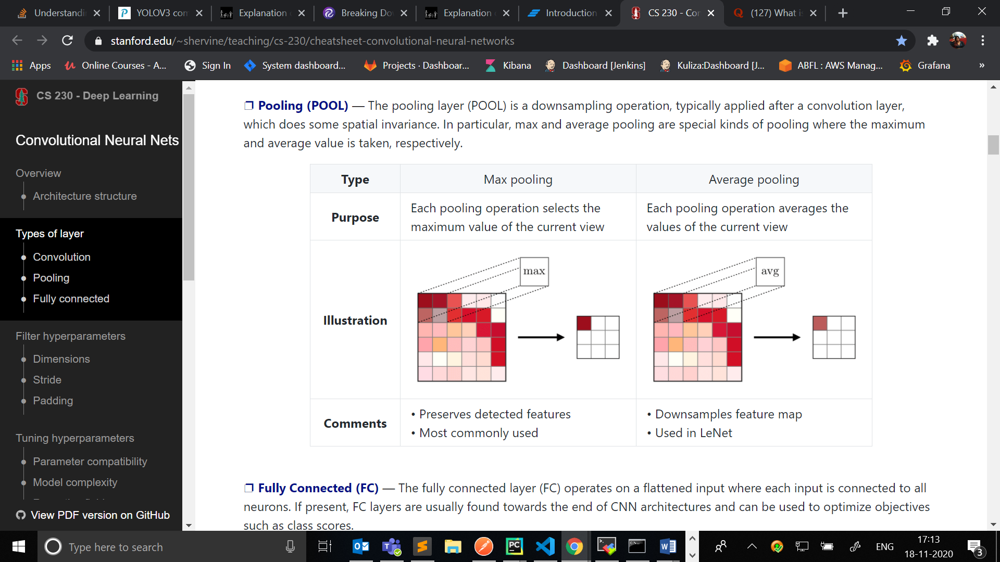 Understandi
YOLOV3 com
Explanation
Breaking Do
Explanation
Introduction
CS 230 - Con
(127) What is
stanford.edu/~shervine/teaching/cs-230/cheatsheet-convolutional-neural-networks
Apps
Online Courses - A...
Sign In
System dashboard...
Projects · Dashboar...
Kibana
Dashboard [Jenkins]
Kuliza:Dashboard [J...
ABFL : AWS Manag...
Grafana
»
CS 230 - Deep Learning
Convolutional Neural Nets
Overview
Architecture structure
Types of layer
Convolution
Pooling
Fully connected
Filter hyperparameters
Dimensions
Stride
Padding
Tuning hyperparameters
Parameter compatibility
Model complexity
View PDF version on GitHub
❒ Pooling (POOL) — The pooling layer (POOL) is a downsampling operation, typically applied after a convolution layer,
which does some spatial invariance. In particular, max and average pooling are special kinds of pooling where the maximum
and average value is taken, respectively.
Type
Max pooling
Average pooling
Purpose
Each pooling operation selects the
maximum value of the current view
Each pooling operation averages the
values of the current view
Illustration
max
avg
Comments
• Preserves detected features
• Most commonly used
• Downsamples feature map
• Used in LeNet
❒ Fully Connected (FC) — The fully connected layer (FC) operates on a flattened input where each input is connected to all
neurons. If present, FC layers are usually found towards the end of CNN architectures and can be used to optimize objectives
such as class scores.
Type here to search
ENG
17:13
18-11-2020
3